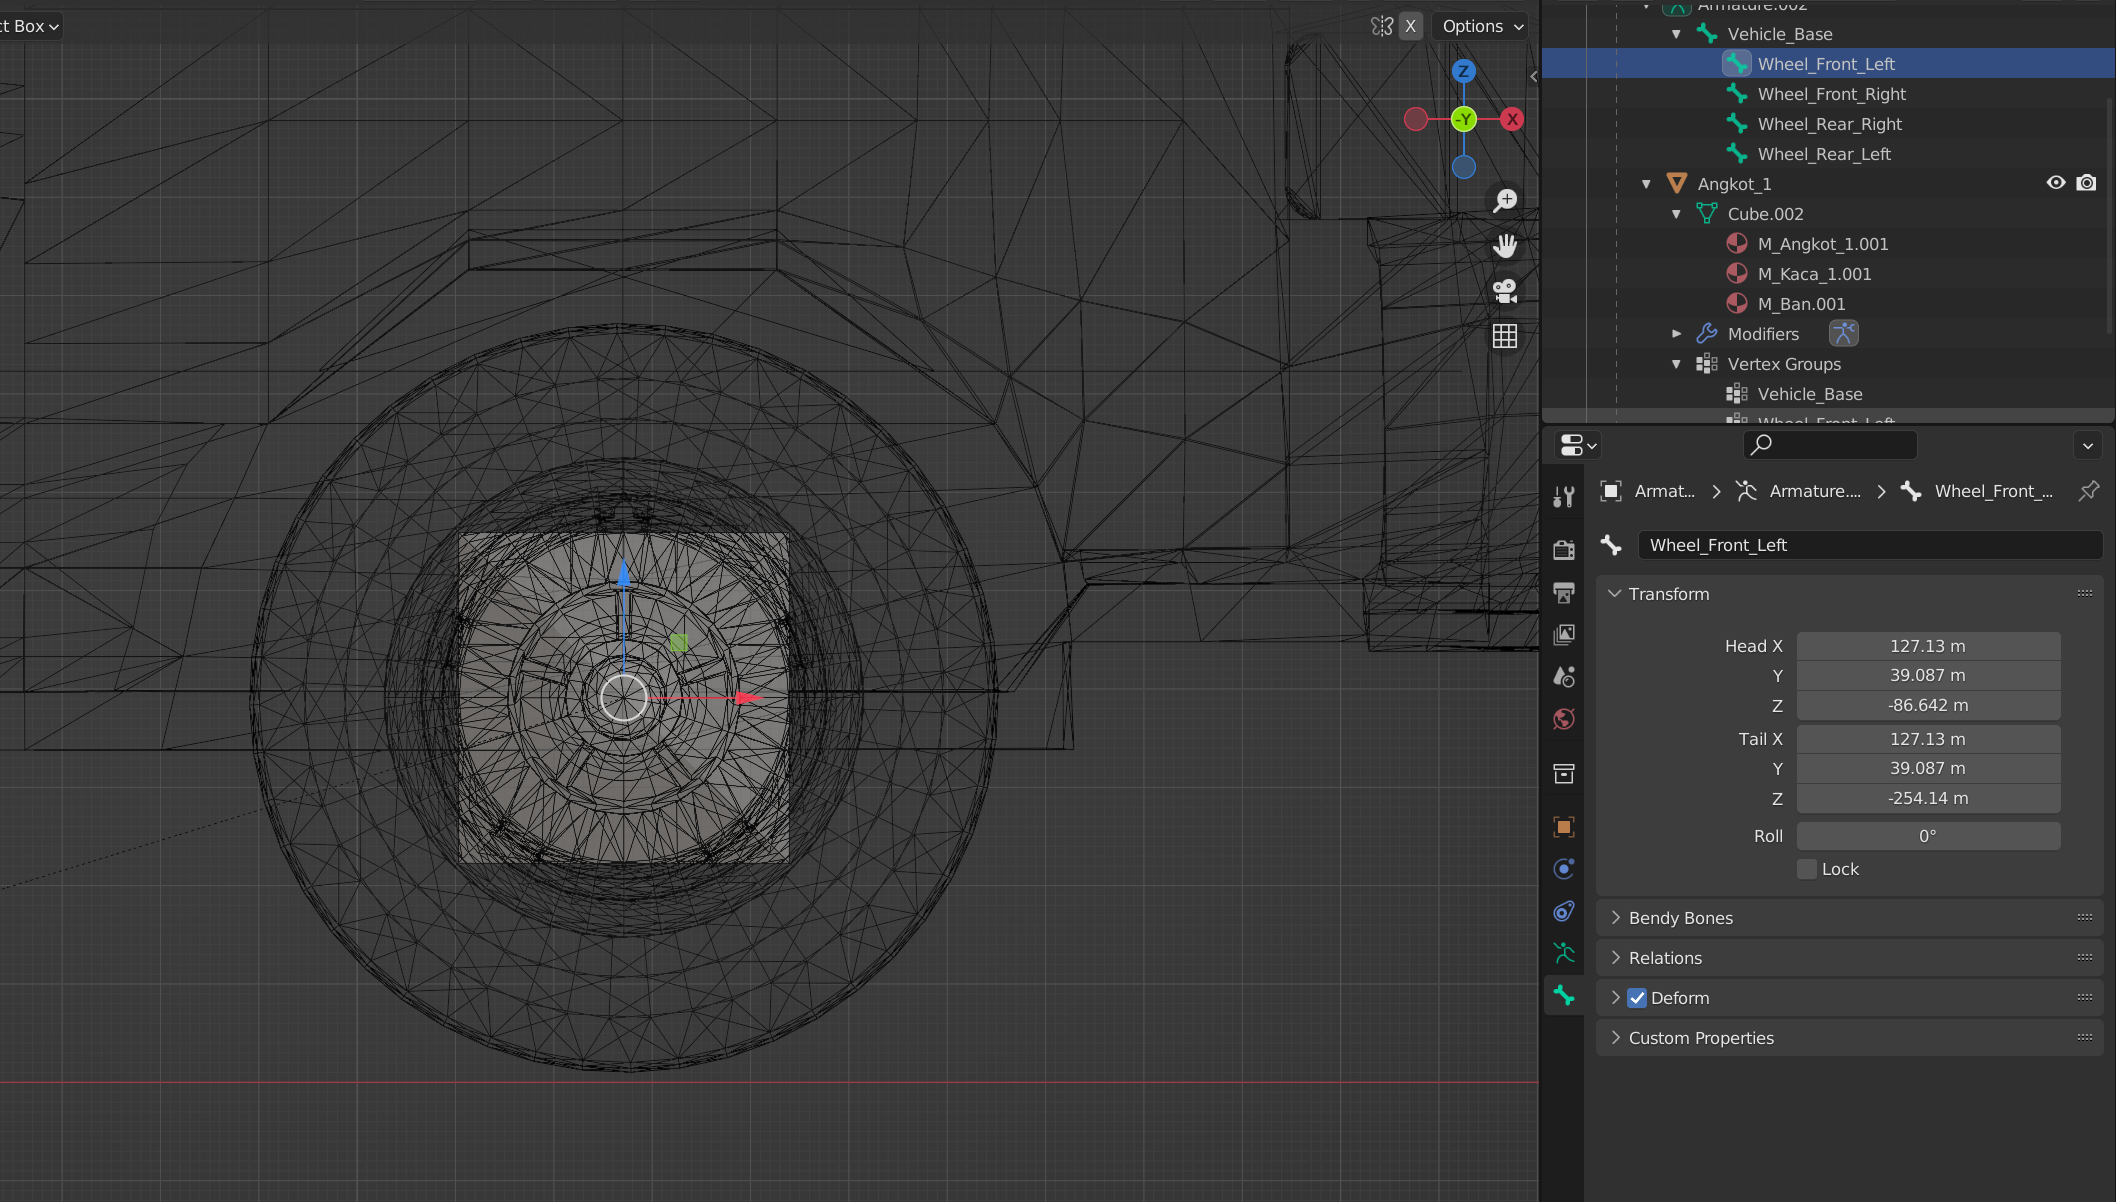 ct Box
X
Options
Z
-Y
X
Armature.002
Vehicle_Base
Wheel_Front_Left
Wheel_Front_Right
Wheel_Rear_Right
Wheel_Rear_Left
Angkot_1
Cube.002
M_Angkot_1.001
M_Kaca_1.001
M_Ban.001
Modifiers
Vertex Groups
Vehicle_Base
Wheel_Front_Left
Armat... Armature.... Wheel_Front_...
Wheel_Front_Left
Transform
Head X 127.13 m
Y 39.087 m
Z -86.642 m
Tail X 127.13 m
Y 39.087 m
Z -254.14 m
Roll 0°
Lock
Bendy Bones
Relations
Deform
Custom Properties